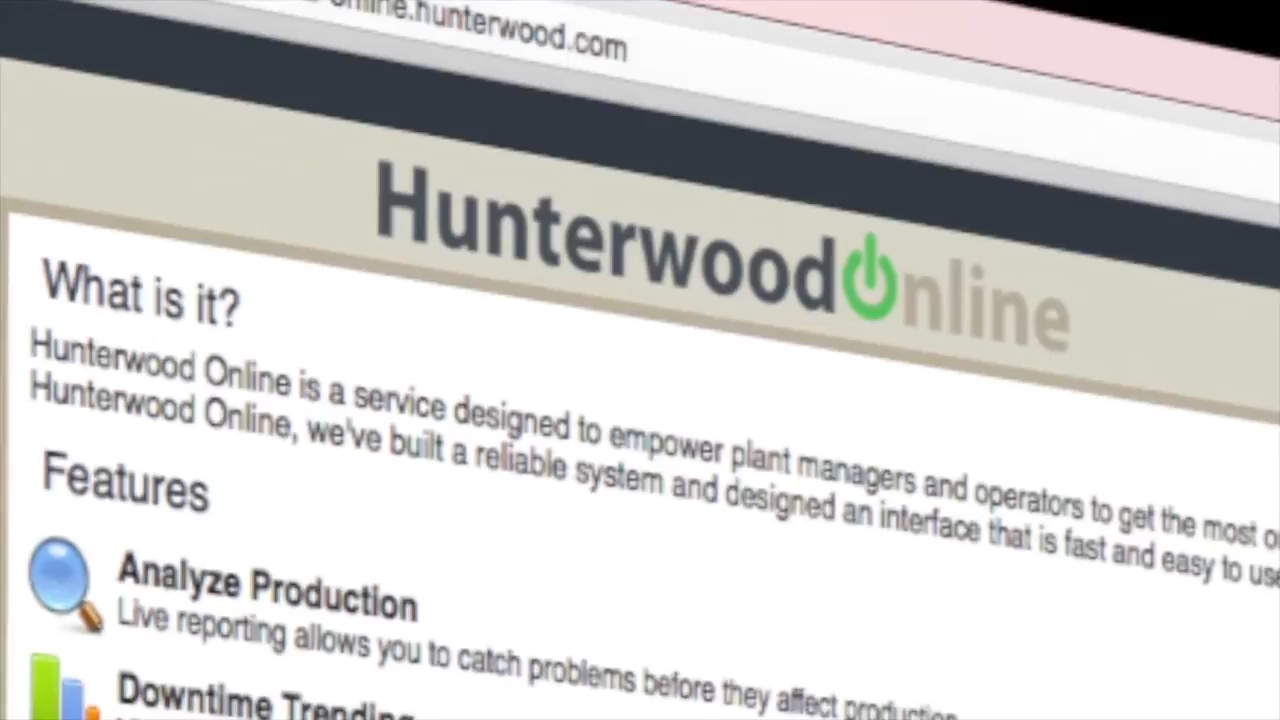 online.hunterwood.com
HunterwoodOnline
What is it?
Hunterwood Online is a service designed to empower plant managers and operators to get the most
Hunterwood Online, we've built a reliable system and designed an interface that is fast and easy to use
Features
Analyze Production
Live reporting allows you to catch problems before they affect production
Downtime Trending